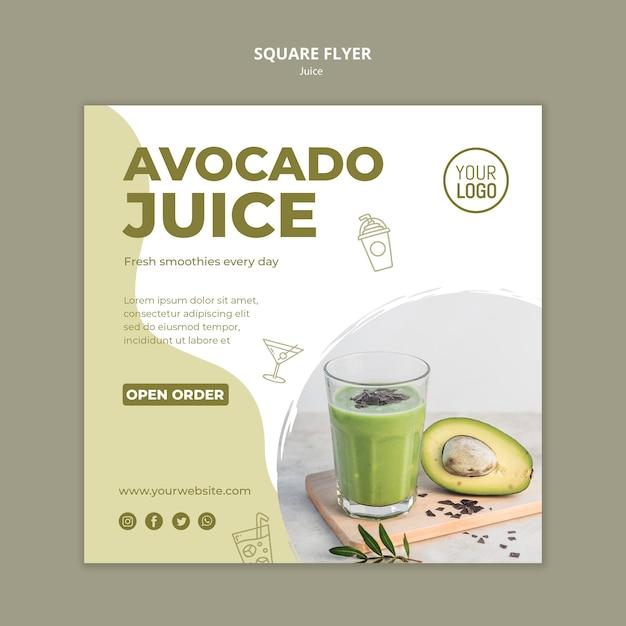 SQUARE FLYER
Juice
AVOCADO
JUICE
YOUR
LOGO
Fresh smoothies every day
Lorem ipsum dolor sit amet,
consectetur adipiscing elit
sed do eiusmod tempor,
incididunt ut labore et
OPEN ORDER
www.yourwebsite.com